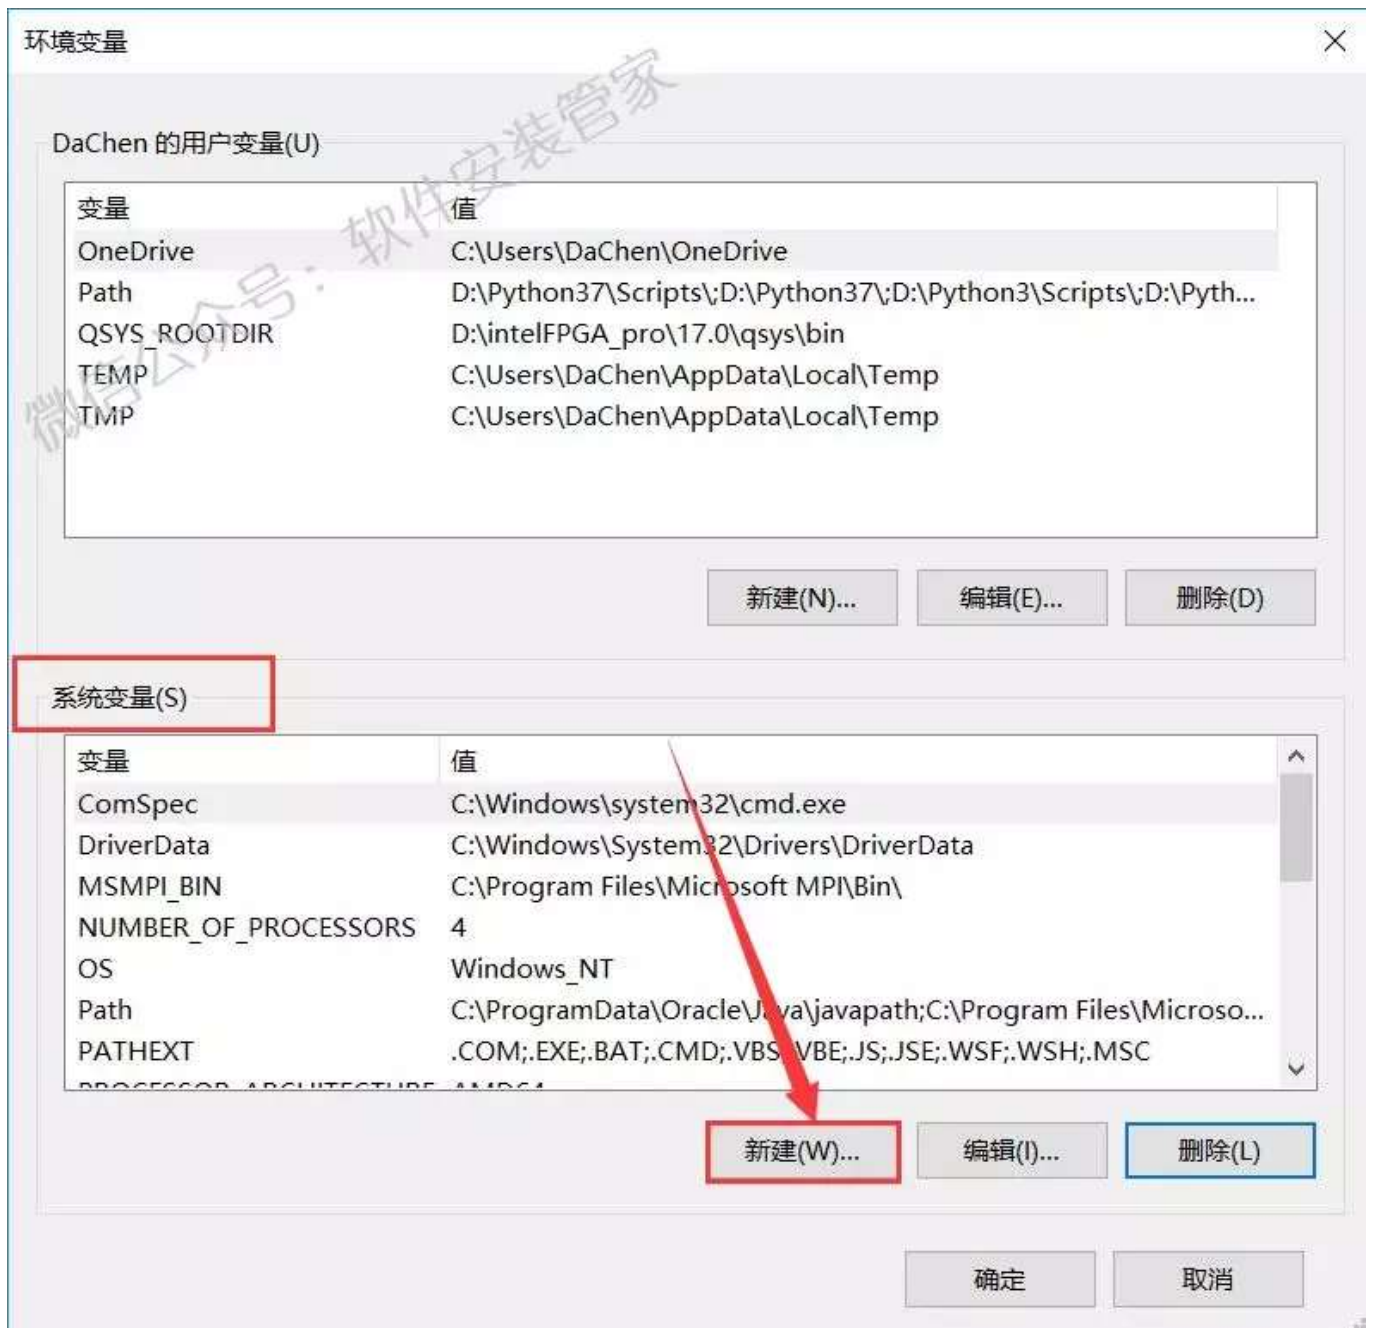 环境变量
微信公众号：软件安装管家
DaChen 的用户变量(U)
变量 值
OneDrive C:\Users\DaChen\OneDrive
Path D:\Python37\Scripts\;D:\Python37\;D:\Python3\Scripts\;D:\Pyth...
QSYS_ROOTDIR D:\intelFPGA_pro\17.0\qsys\bin
TEMP C:\Users\DaChen\AppData\Local\Temp
TMP C:\Users\DaChen\AppData\Local\Temp
新建(N)... 编辑(E)... 删除(D)
系统变量(S)
变量 值
ComSpec C:\Windows\system32\cmd.exe
DriverData C:\Windows\System32\Drivers\DriverData
MSMPI_BIN C:\Program Files\Microsoft MPI\Bin\
NUMBER_OF_PROCESSORS 4
OS Windows_NT
Path C:\ProgramData\Oracle\Java\javapath;C:\Program Files\Microso...
PATHEXT .COM;.EXE;.BAT;.CMD;.VBS;.VBE;.JS;.JSE;.WSF;.WSH;.MSC
PROCESSOR_ARCHITECTURE AMD64
新建(W)... 编辑(I)... 删除(L)
确定 取消